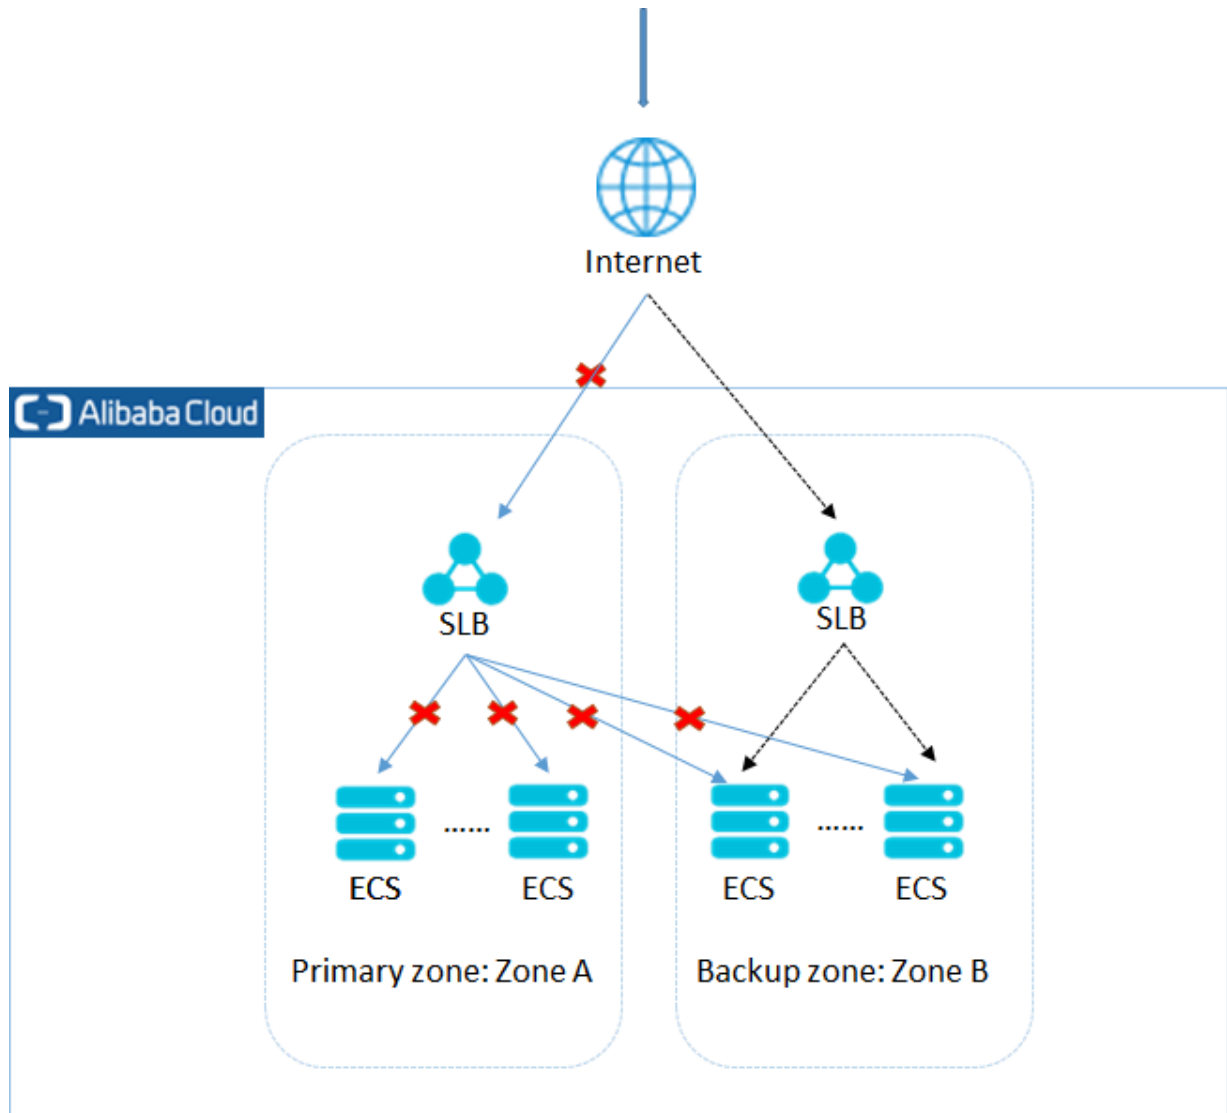 Internet
Alibaba Cloud
SLB
SLB
...... ......
ECS ECS ECS ECS
Primary zone: Zone A
Backup zone: Zone B